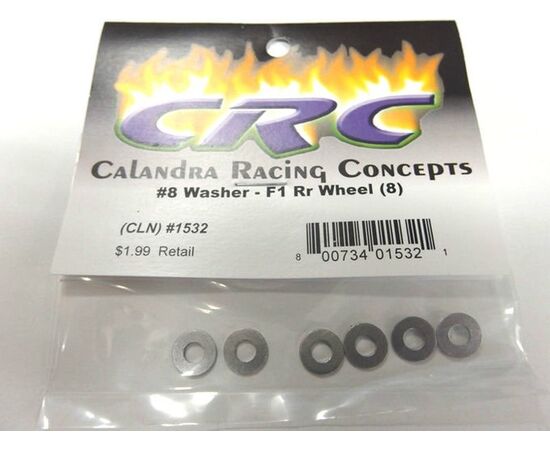 CRC
Calandra Racing Concepts
#8 Washer - F1 Rr Wheel (8)
(CLN) #1532
$1.99 Retail
8 00734 01532 1